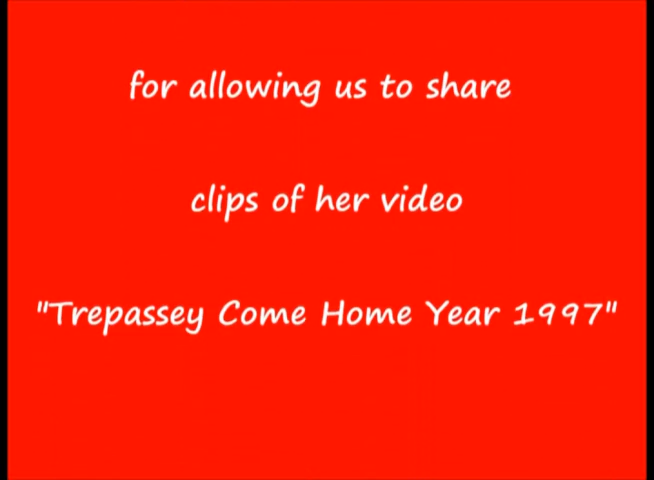 for allowing us to share
clips of her video
"Trepassey Come Home Year 1997"